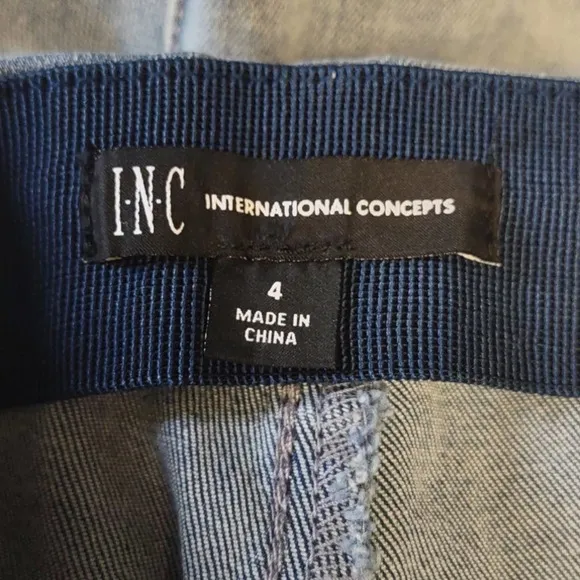 I·N·C INTERNATIONAL CONCEPTS
4
MADE IN
CHINA